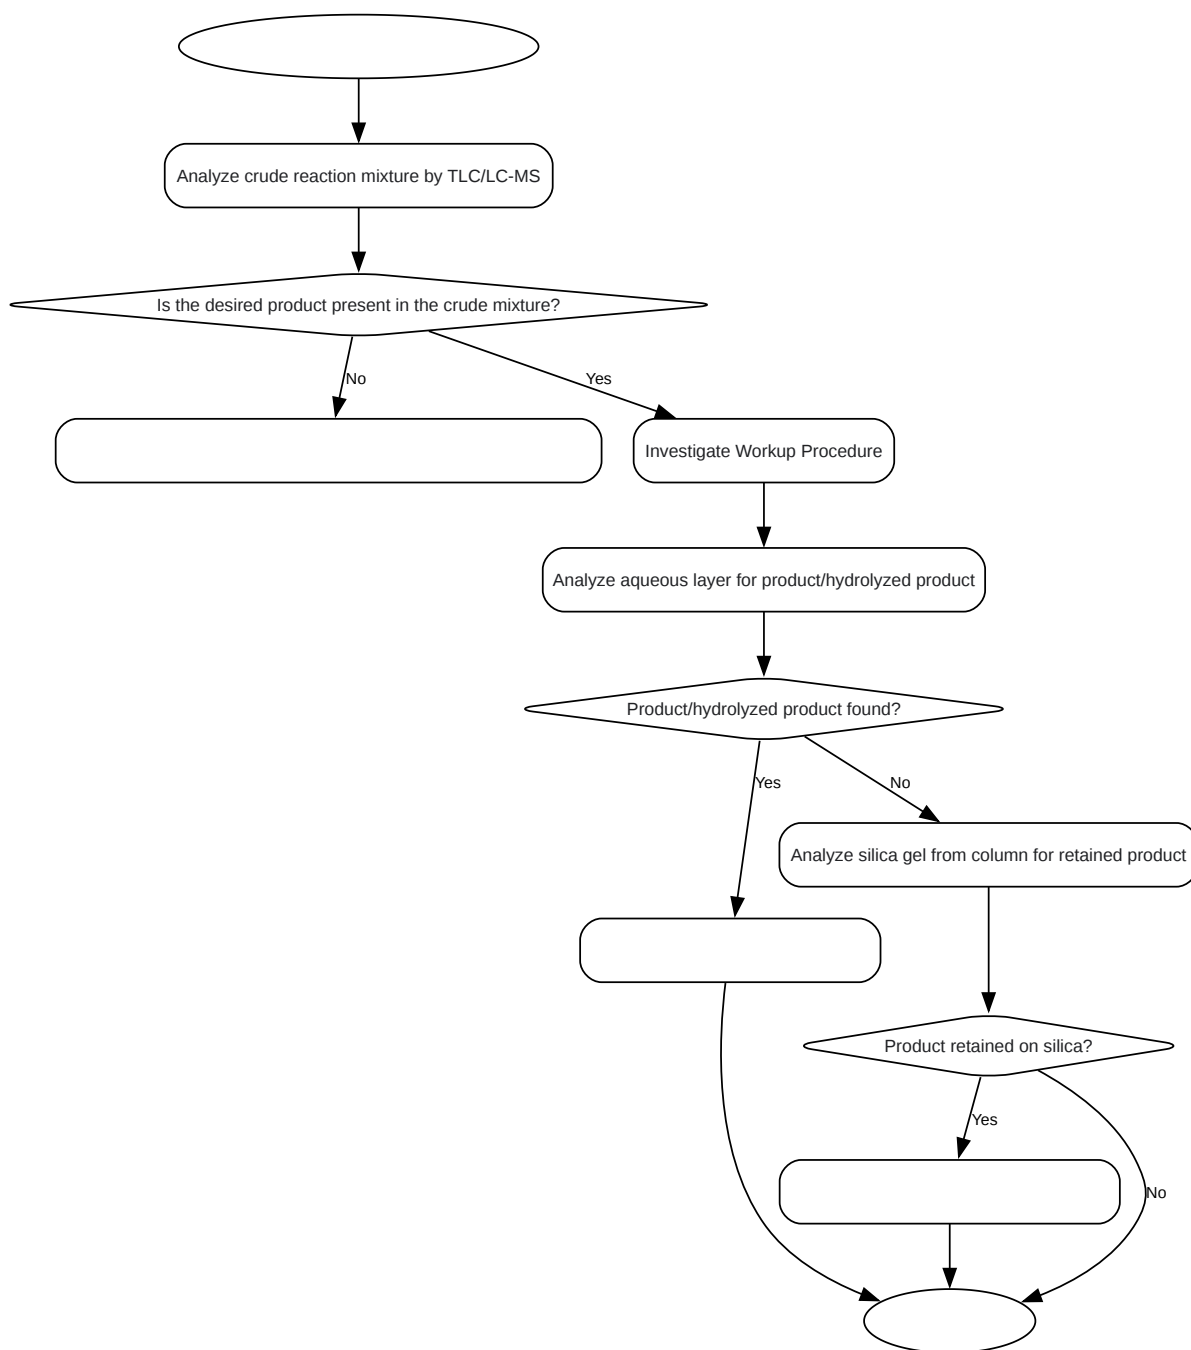 Analyze crude reaction mixture by TLC/LC-MS
Is the desired product present in the crude mixture?
No
Yes
Investigate Workup Procedure
Analyze aqueous layer for product/hydrolyzed product
Product/hydrolyzed product found?
Yes
No
Analyze silica gel from column for retained product
Product retained on silica?
Yes
No